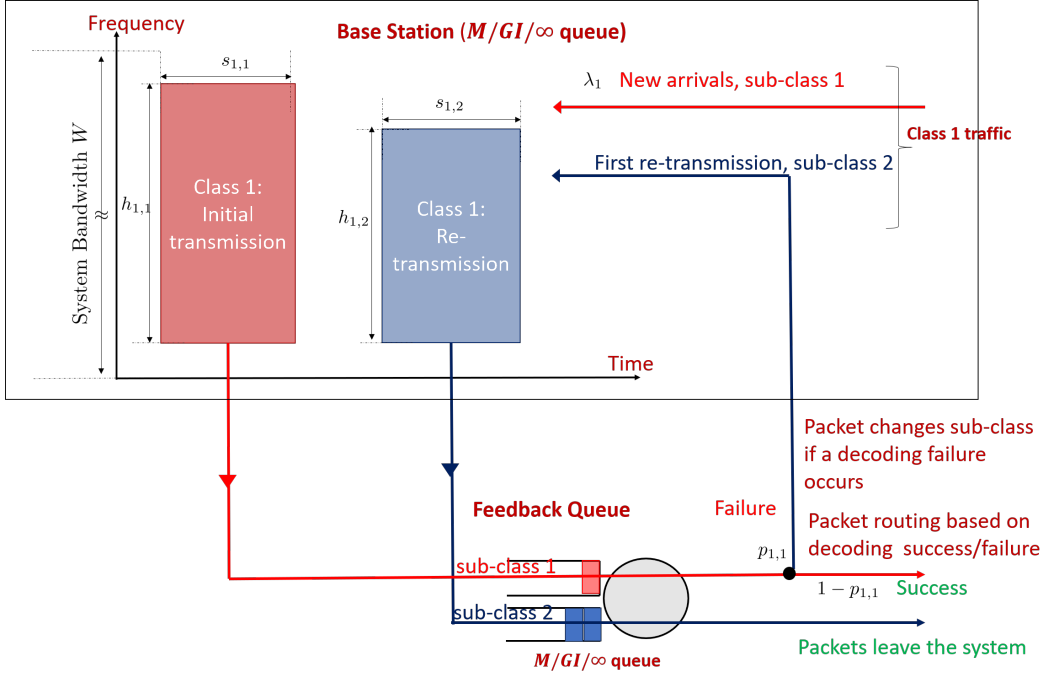 Frequency
Base Station (M/GI/∞ queue)
s₁,₁
λ₁ New arrivals, sub-class 1
s₁,₂
Class 1 traffic
First re-transmission, sub-class 2
System Bandwidth W
≈
h₁,₁
Class 1:
Initial
transmission
h₁,₂
Class 1:
Re-
transmission
Time
Packet changes sub-class
if a decoding failure
occurs
Feedback Queue
Failure
Packet routing based on
decoding success/failure
p₁,₁
sub-class 1
1 − p₁,₁ Success
sub-class 2
Packets leave the system
M/GI/∞ queue